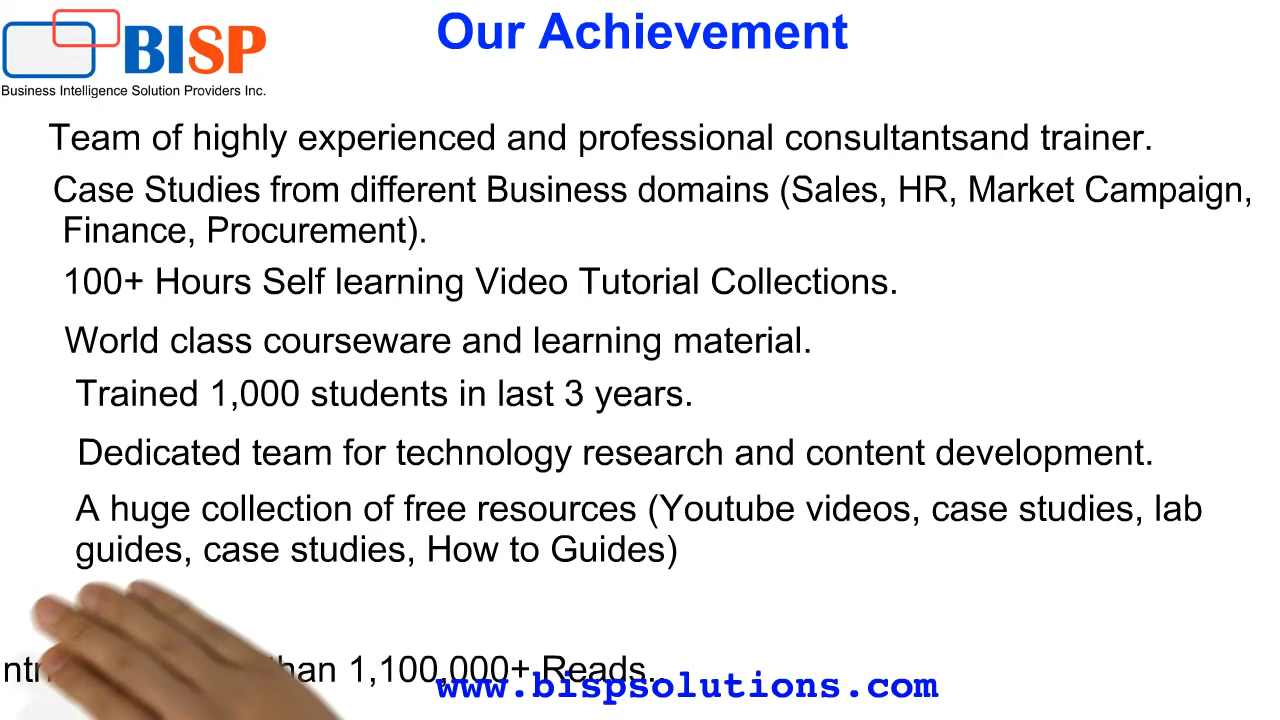 BISP
Business Intelligence Solution Providers Inc.
Our Achievement
Team of highly experienced and professional consultantsand trainer.
Case Studies from different Business domains (Sales, HR, Market Campaign,
Finance, Procurement).
100+ Hours Self learning Video Tutorial Collections.
World class courseware and learning material.
Trained 1,000 students in last 3 years.
Dedicated team for technology research and content development.
A huge collection of free resources (Youtube videos, case studies, lab
guides, case studies, How to Guides)
than 1,100,000+ Reads..
www.bispsolutions.com